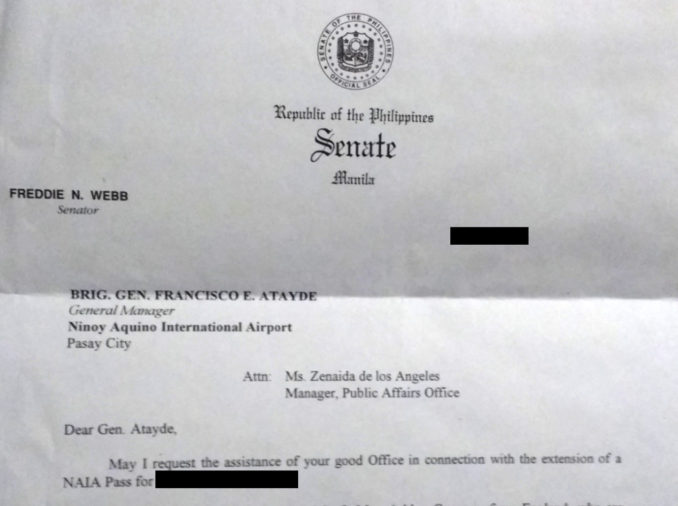 SENATE OF THE PHILIPPINES
OFFICIAL SEAL
Republic of the Philippines
Senate
Manila
FREDDIE N. WEBB
Senator
BRIG. GEN. FRANCISCO E. ATAYDE
General Manager
Ninoy Aquino International Airport
Pasay City
Attn: Ms. Zenaida de los Angeles
Manager, Public Affairs Office
Dear Gen. Atayde,
May I request the assistance of your good Office in connection with the extension of a
NAIA Pass for